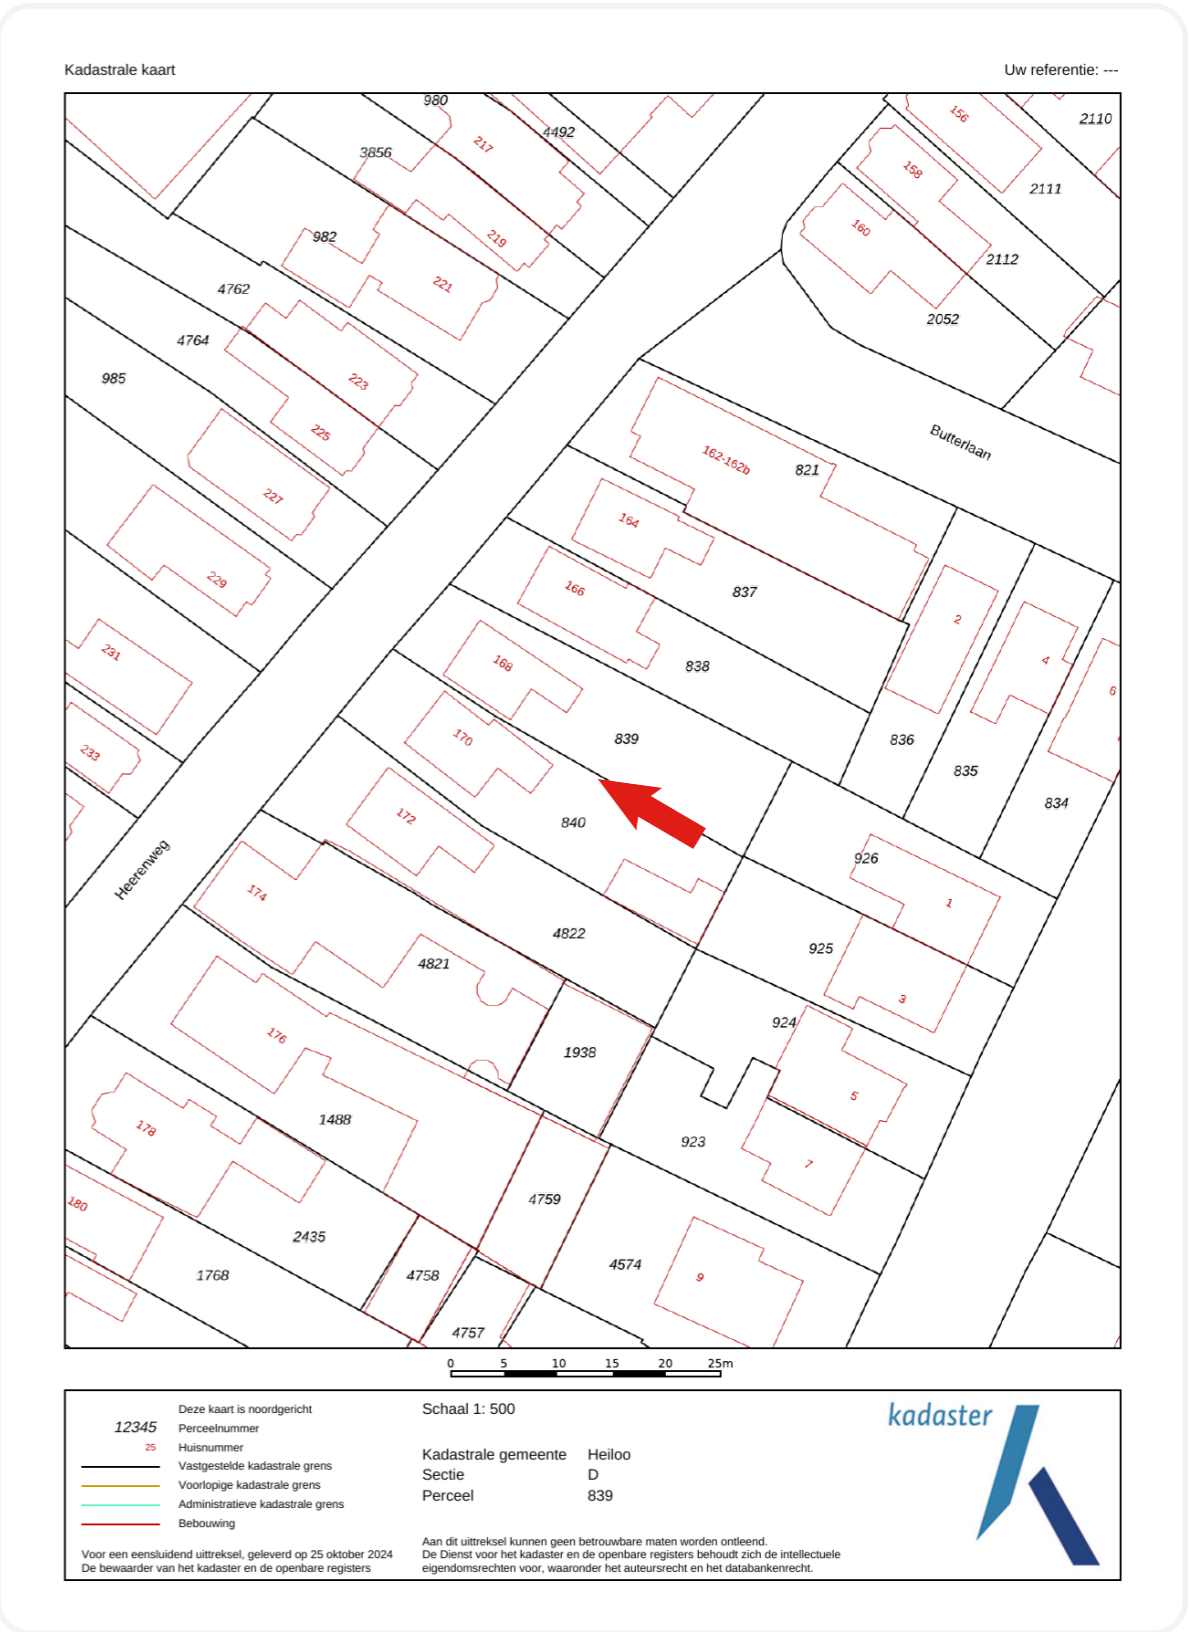 Kadastrale kaart
Uw referentie: ---
980
4492
217
3856
219
982
221
4762
4764
985
223
225
227
229
231
233
156
2110
158
2111
160
2112
2052
Butterlaan
162-162b
821
164
837
166
838
168
839
170
840
172
2
4
6
836
835
834
926
1
925
3
924
5
923
7
174
4822
4821
1938
176
1488
178
180
2435
1768
4758
4759
4757
4574
9
Heerenweg
0 5 10 15 20 25m
Deze kaart is noordgericht
12345 Perceelnummer
25 Huisnummer
Vastgestelde kadastrale grens
Voorlopige kadastrale grens
Administratieve kadastrale grens
Bebouwing
Voor een eensluidend uittreksel, geleverd op 25 oktober 2024
De bewaarder van het kadaster en de openbare registers
Schaal 1: 500
Kadastrale gemeente Heiloo
Sectie D
Perceel 839
Aan dit uittreksel kunnen geen betrouwbare maten worden ontleend.
De Dienst voor het kadaster en de openbare registers behoudt zich de intellectuele
eigendomsrechten voor, waaronder het auteursrecht en het databankenrecht.
kadaster